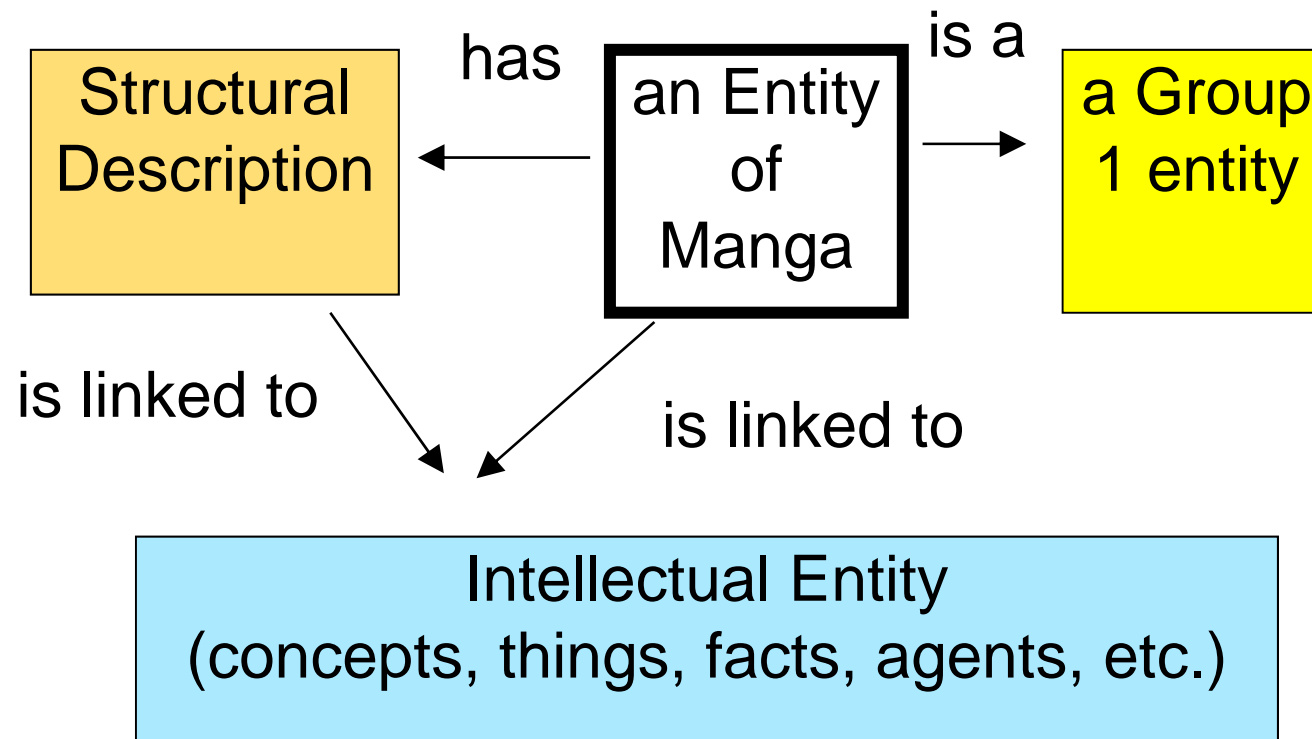 Structural
Description
has
an Entity
of
Manga
is a
a Group
1 entity
is linked to
is linked to
Intellectual Entity
(concepts, things, facts, agents, etc.)